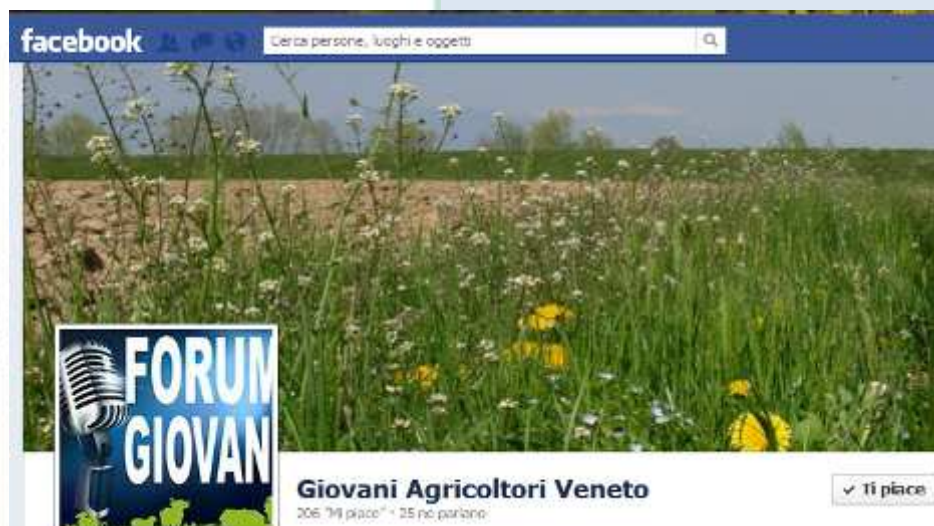 facebook
Cerca persone, luoghi e oggetti
FORUM
GIOVAN
Giovani Agricoltori Veneto
206 "Mi piace" • 25 ne parlano
✓ Ti piace